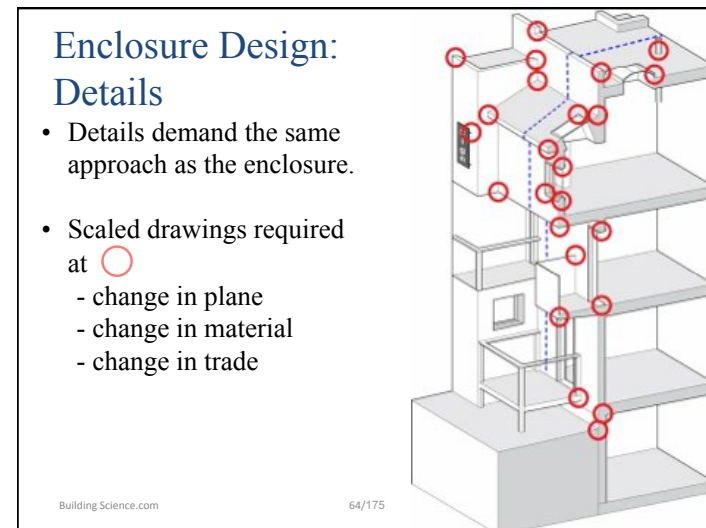 Enclosure Design:
Details
• Details demand the same
approach as the enclosure.
• Scaled drawings required
at
- change in plane
- change in material
- change in trade
Building Science.com
64/175